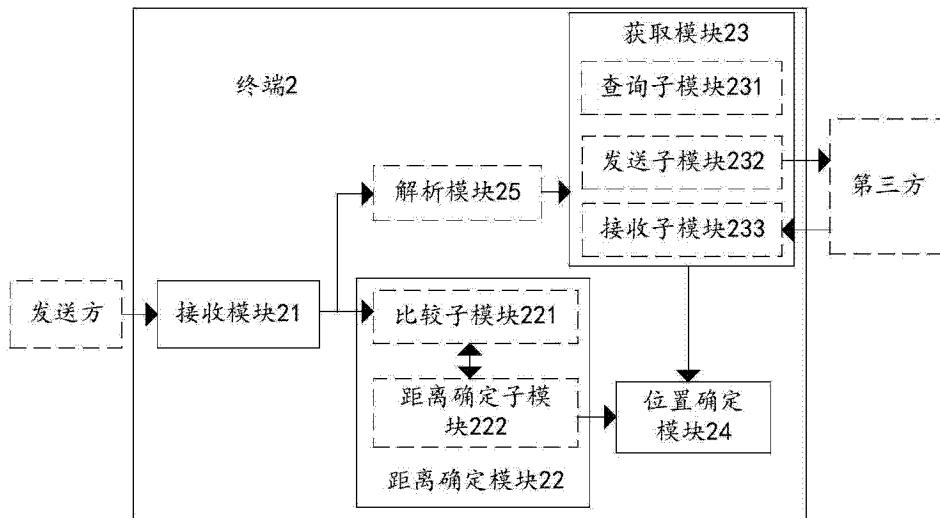 获取模块23
终端2
查询子模块231
发送子模块232
第三方
解析模块25
接收子模块233
发送方
接收模块21
比较子模块221
距离确定子模
块222
位置确定
模块24
距离确定模块22